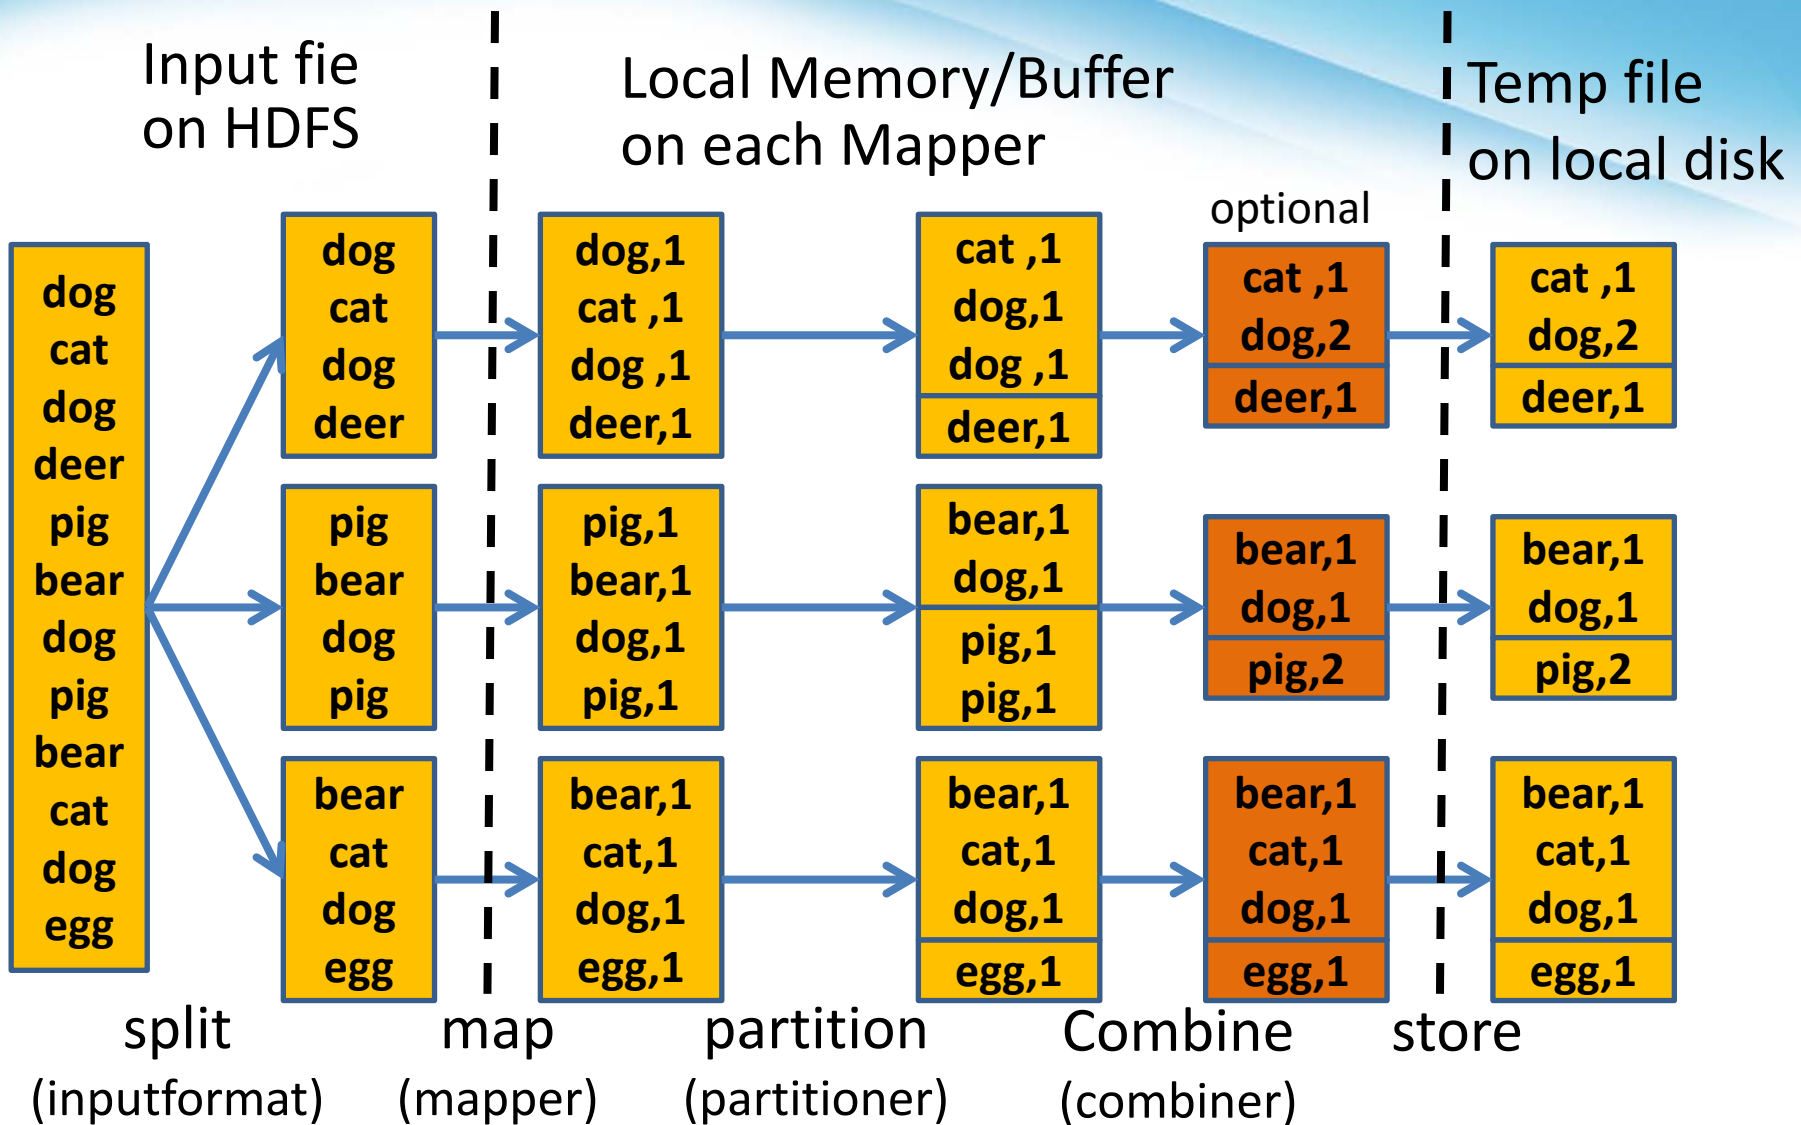 Input fie
on HDFS
Local Memory/Buffer
on each Mapper
Temp file
on local disk
optional
dog
cat
dog
deer
pig
bear
dog
pig
bear
cat
dog
egg
dog
cat
dog
deer
pig
bear
dog
pig
bear
cat
dog
egg
dog,1
cat ,1
dog ,1
deer,1
pig,1
bear,1
dog,1
pig,1
bear,1
cat,1
dog,1
egg,1
cat ,1
dog,1
dog ,1
deer,1
bear,1
dog,1
pig,1
pig,1
bear,1
cat,1
dog,1
egg,1
cat ,1
dog,2
deer,1
bear,1
dog,1
pig,2
bear,1
cat,1
dog,1
egg,1
cat ,1
dog,2
deer,1
bear,1
dog,1
pig,2
bear,1
cat,1
dog,1
egg,1
split
(inputformat)
map
(mapper)
partition
(partitioner)
Combine
(combiner)
store